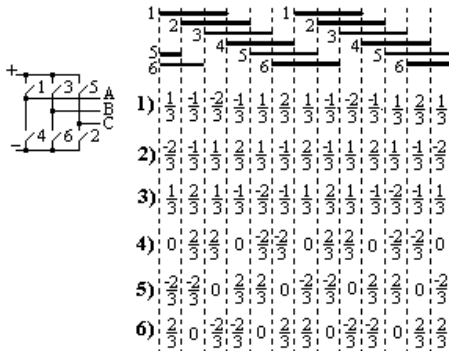 1 1
2 2
3 3
4 4
5 5 5
6 6
+ 1 3 5 A
B
C
− 4 6 2
1) 1/3 -1/3 -2/3 -1/3 1/3 2/3 1/3 -1/3 -2/3 -1/3 1/3 2/3 1/3
2) -2/3 -1/3 1/3 2/3 1/3 -1/3 -2/3 -1/3 1/3 2/3 1/3 -1/3 -2/3
3) 1/3 2/3 1/3 -1/3 -2/3 -1/3 1/3 2/3 1/3 -1/3 -2/3 -1/3 1/3
4) 0 2/3 2/3 0 -2/3 -2/3 0 2/3 2/3 0 -2/3 -2/3 0
5) -2/3 -2/3 0 2/3 2/3 0 -2/3 -2/3 0 2/3 2/3 0 -2/3
6) 2/3 0 -2/3 -2/3 0 2/3 2/3 0 -2/3 -2/3 0 2/3 2/3